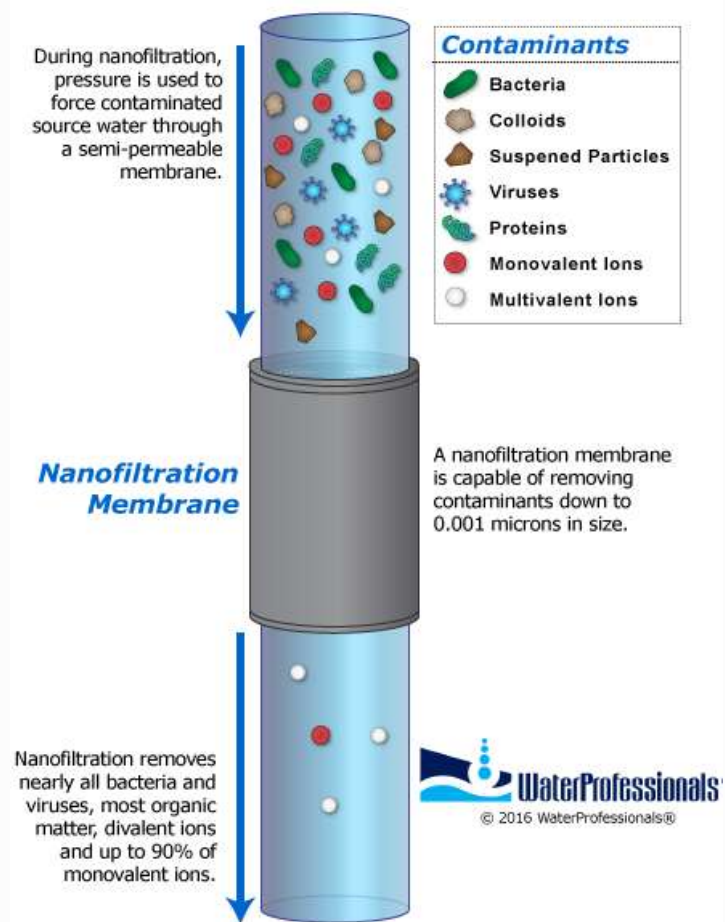 During nanofiltration,
pressure is used to
force contaminated
source water through
a semi-permeable
membrane.
Contaminants
Bacteria
Colloids
Suspened Particles
Viruses
Proteins
Monovalent Ions
Multivalent Ions
Nanofiltration
Membrane
A nanofiltration membrane
is capable of removing
contaminants down to
0.001 microns in size.
Nanofiltration removes
nearly all bacteria and
viruses, most organic
matter, divalent ions
and up to 90% of
monovalent ions.
WaterProfessionals
© 2016 WaterProfessionals®